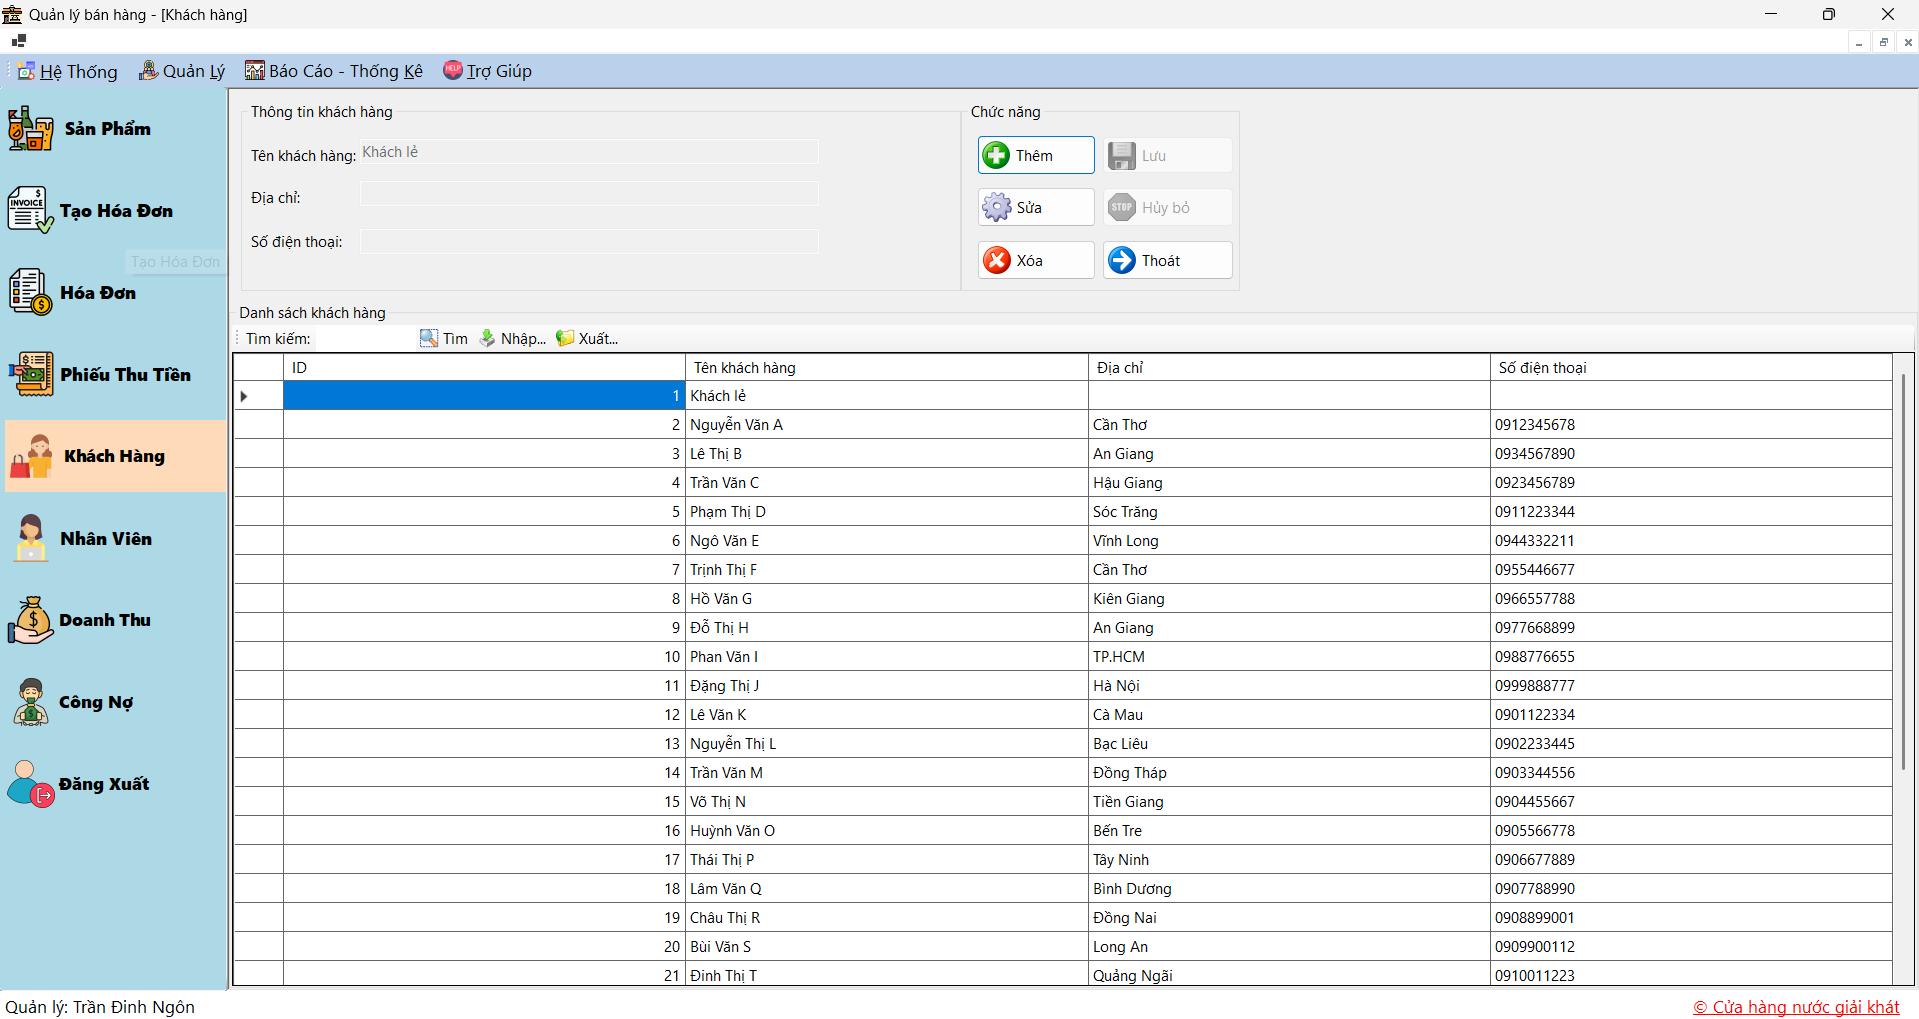 Quản lý bán hàng - [Khách hàng]
Hệ Thống Quản Lý Báo Cáo - Thống Kê HELP Trợ Giúp
Sản Phẩm
INVOICE Tạo Hóa Đơn
Tạo Hóa Đơn
Hóa Đơn
Phiếu Thu Tiền
Khách Hàng
Nhân Viên
Doanh Thu
Công Nợ
Đăng Xuất
Thông tin khách hàng
Tên khách hàng: Khách lẻ
Địa chỉ:
Số điện thoại:
Chức năng
Thêm Lưu
Sửa STOP Hủy bỏ
Xóa Thoát
Danh sách khách hàng
Tìm kiếm: Tìm Nhập... Xuất...
ID Tên khách hàng Địa chỉ Số điện thoại
1 Khách lẻ
2 Nguyễn Văn A Cần Thơ 0912345678
3 Lê Thị B An Giang 0934567890
4 Trần Văn C Hậu Giang 0923456789
5 Phạm Thị D Sóc Trăng 0911223344
6 Ngô Văn E Vĩnh Long 0944332211
7 Trịnh Thị F Cần Thơ 0955446677
8 Hồ Văn G Kiên Giang 0966557788
9 Đỗ Thị H An Giang 0977668899
10 Phan Văn I TP.HCM 0988776655
11 Đặng Thị J Hà Nội 0999888777
12 Lê Văn K Cà Mau 0901122334
13 Nguyễn Thị L Bạc Liêu 0902233445
14 Trần Văn M Đồng Tháp 0903344556
15 Võ Thị N Tiền Giang 0904455667
16 Huỳnh Văn O Bến Tre 0905566778
17 Thái Thị P Tây Ninh 0906677889
18 Lâm Văn Q Bình Dương 0907788990
19 Châu Thị R Đồng Nai 0908899001
20 Bùi Văn S Long An 0909900112
21 Đinh Thị T Quảng Ngãi 0910011223
Quản lý: Trần Đình Ngôn
© Cửa hàng nước giải khát